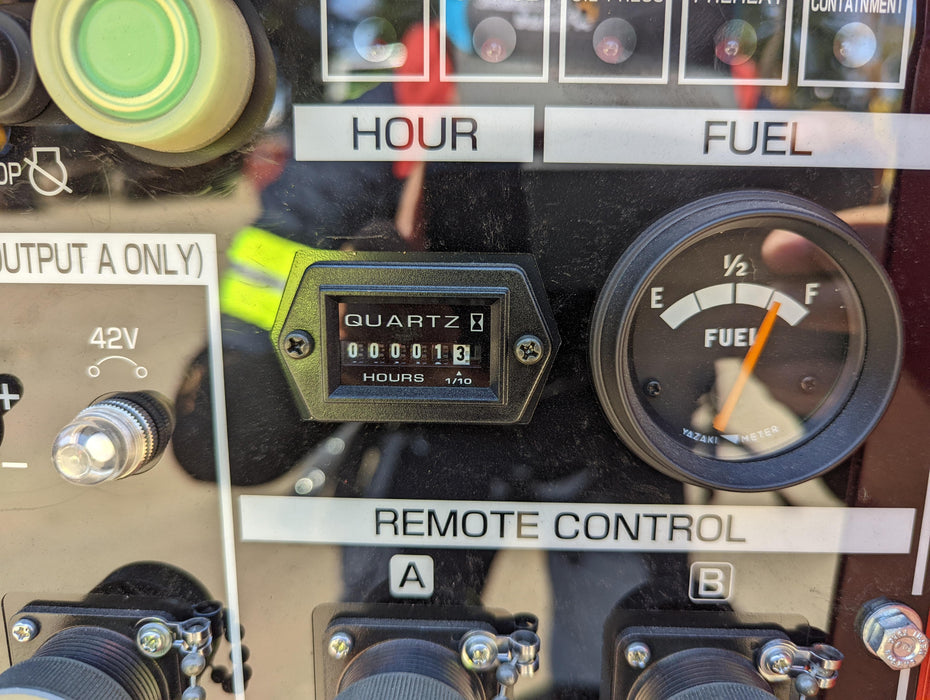 CONTAINMENT
HOUR
FUEL
OP
OUTPUT A ONLY)
42V
+
−
QUARTZ
000013
HOURS 1/10
1/2
E F
FUEL
YAZAKI METER
REMOTE CONTROL
A B